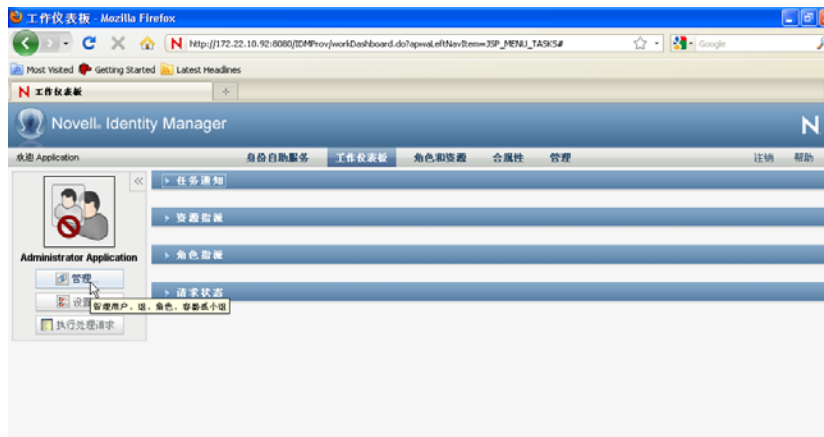 工作仪表板 - Mozilla Firefox
http://172.22.10.92:8080/IDMProv/workDashboard.do?apwaLeftNavItem=JSP_MENU_TASKS#
Google
Most Visited Getting Started Latest Headlines
N 工作仪表板
Novell. Identity Manager
N
欢迎 Application 身份自助服务 工作仪表板 角色和资源 合规性 管理 注销 帮助
任务通知
资源指派
角色指派
请求状态
Administrator Application
管理
设置
管理用户、组、角色、容器或小组
执行处理请求